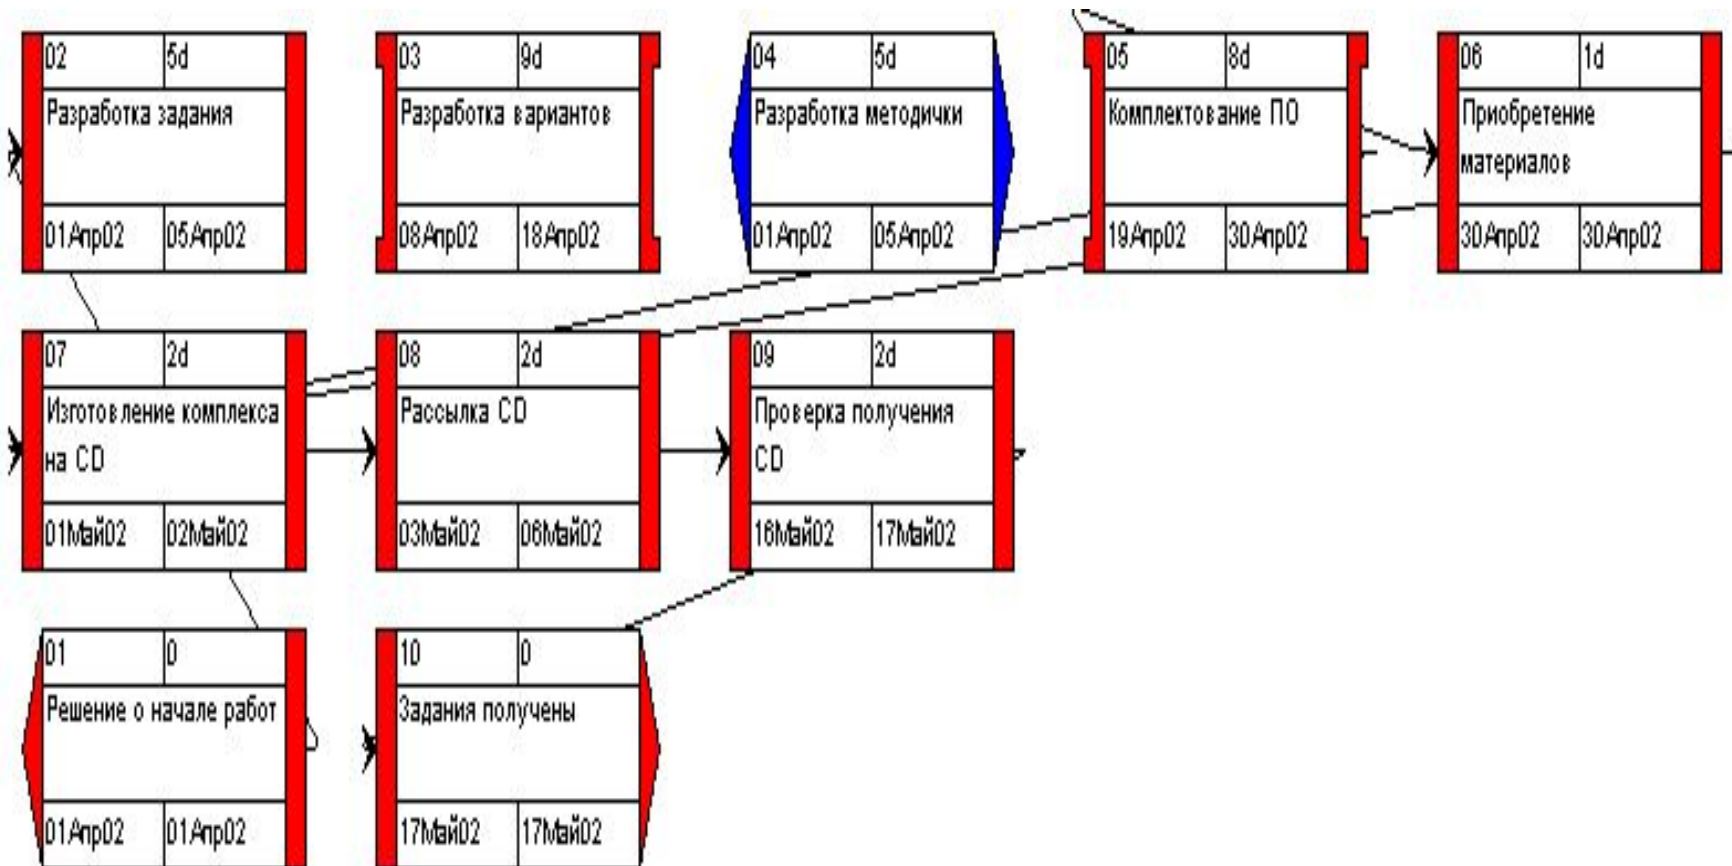 02 5d
Разработка задания
01Апр02 05Апр02
03 9d
Разработка вариантов
08Апр02 18Апр02
04 5d
Разработка методички
01Апр02 05Апр02
05 8d
Комплектование ПО
19Апр02 30Апр02
06 1d
Приобретение
материалов
30Апр02 30Апр02
07 2d
Изготовление комплекса
на CD
01Май02 02Май02
08 2d
Рассылка CD
03Май02 06Май02
09 2d
Проверка получения
CD
16Май02 17Май02
01 0
Решение о начале работ
01Апр02 01Апр02
10 0
Задания получены
17Май02 17Май02